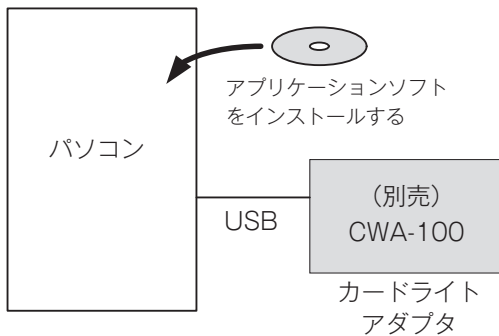 アプリケーションソフト
をインストールする
パソコン
USB
（別売）
CWA-100
カードライト
アダプタ